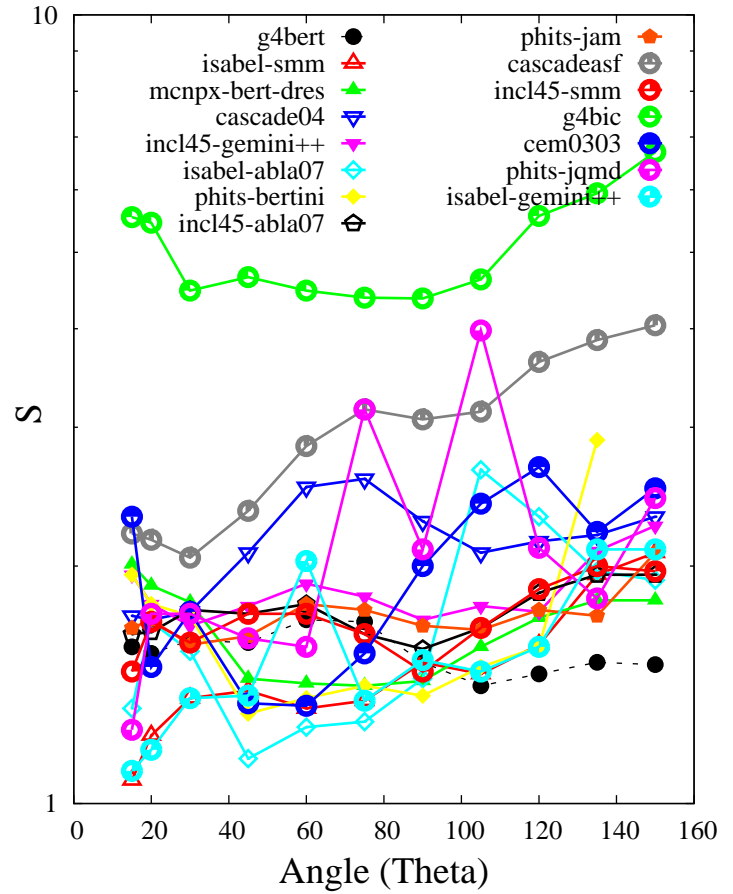 10
g4bert
isabel-smm
mcnpx-bert-dres
cascade04
incl45-gemini++
isabel-abla07
phits-bertini
incl45-abla07
phits-jam
cascadeasf
incl45-smm
g4bic
cem0303
phits-jqmd
isabel-gemini++
S
1
0 20 40 60 80 100 120 140 160
Angle (Theta)